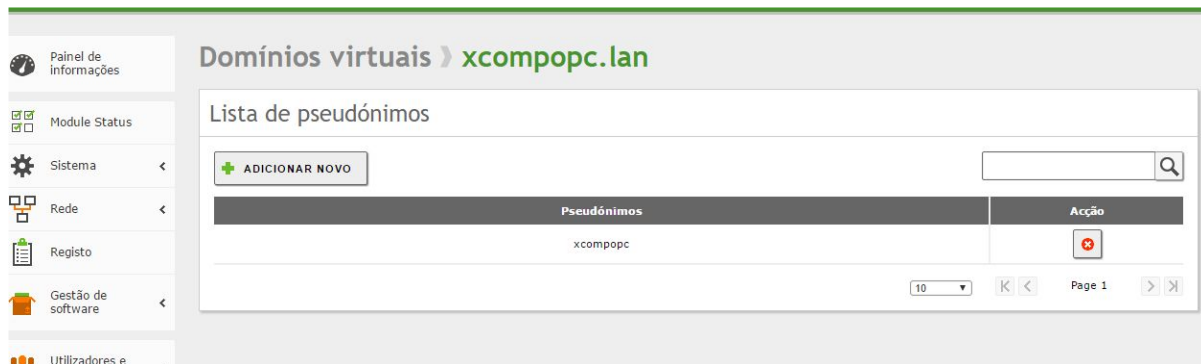 Painel de
informações
Module Status
Sistema
Rede
Registo
Gestão de
software
Utilizadores e
Domínios virtuais xcompopc.lan
Lista de pseudónimos
ADICIONAR NOVO
Pseudónimos Acção
xcompopc
10 Page 1